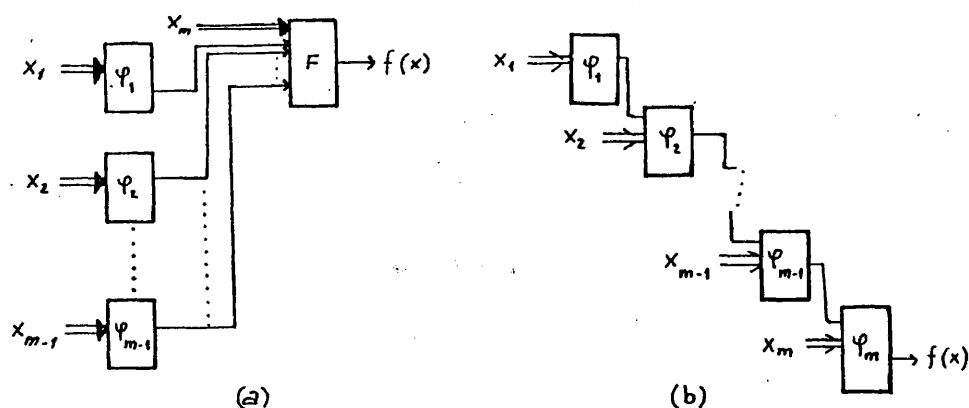 X_m
X_1
φ_1
F
f(x)
X_2
φ_2
X_{m-1}
φ_{m-1}
(a)
X_1
φ_1
X_2
φ_2
X_{m-1}
φ_{m-1}
X_m
φ_m
f(x)
(b)